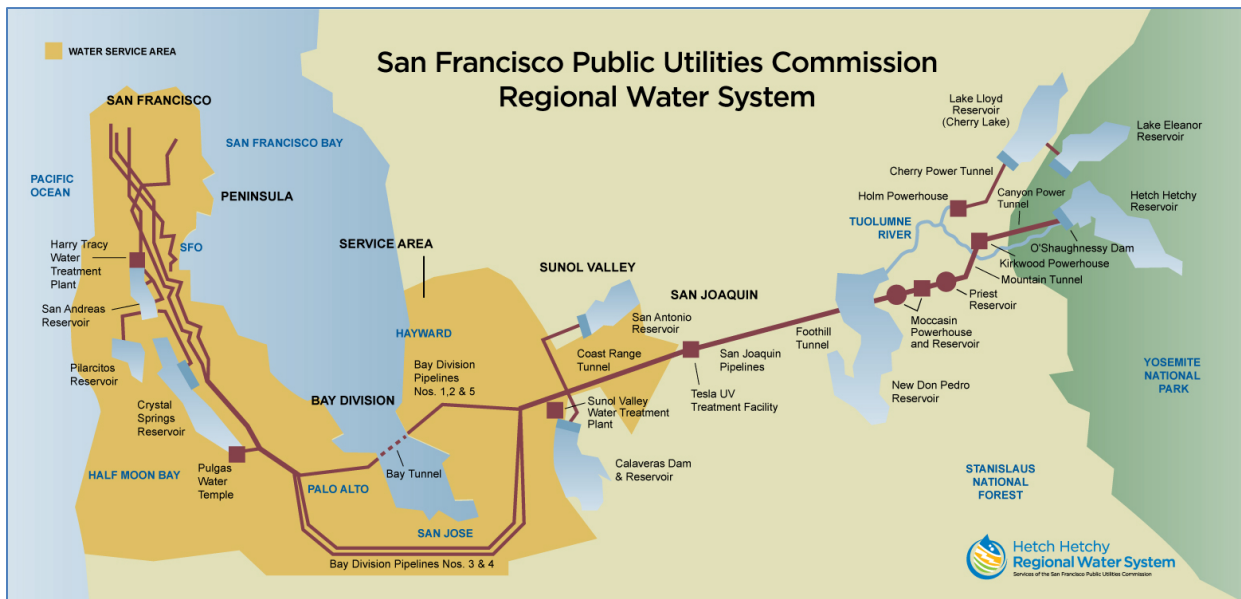 WATER SERVICE AREA
San Francisco Public Utilities Commission
Regional Water System
SAN FRANCISCO
SAN FRANCISCO BAY
PACIFIC
OCEAN
PENINSULA
SFO
Harry Tracy
Water
Treatment
Plant
San Andreas
Reservoir
Pilarcitos
Reservoir
Crystal
Springs
Reservoir
HALF MOON BAY
Pulgas
Water
Temple
SERVICE AREA
HAYWARD
Bay Division
Pipelines
Nos. 1,2 & 5
BAY DIVISION
Bay Tunnel
PALO ALTO
SAN JOSE
Bay Division Pipelines Nos. 3 & 4
SUNOL VALLEY
San Antonio
Reservoir
Coast Range
Tunnel
Sunol Valley
Water Treatment
Plant
Calaveras Dam
& Reservoir
SAN JOAQUIN
San Joaquin
Pipelines
Tesla UV
Treatment Facility
Foothill
Tunnel
New Don Pedro
Reservoir
Moccasin
Powerhouse
and Reservoir
Priest
Reservoir
Mountain Tunnel
Kirkwood Powerhouse
O'Shaughnessy Dam
TUOLUMNE
RIVER
Holm Powerhouse
Cherry Power Tunnel
Canyon Power
Tunnel
Lake Lloyd
Reservoir
(Cherry Lake)
Lake Eleanor
Reservoir
Hetch Hetchy
Reservoir
YOSEMITE
NATIONAL
PARK
STANISLAUS
NATIONAL
FOREST
Hetch Hetchy
Regional Water System
Services of the San Francisco Public Utilities Commission